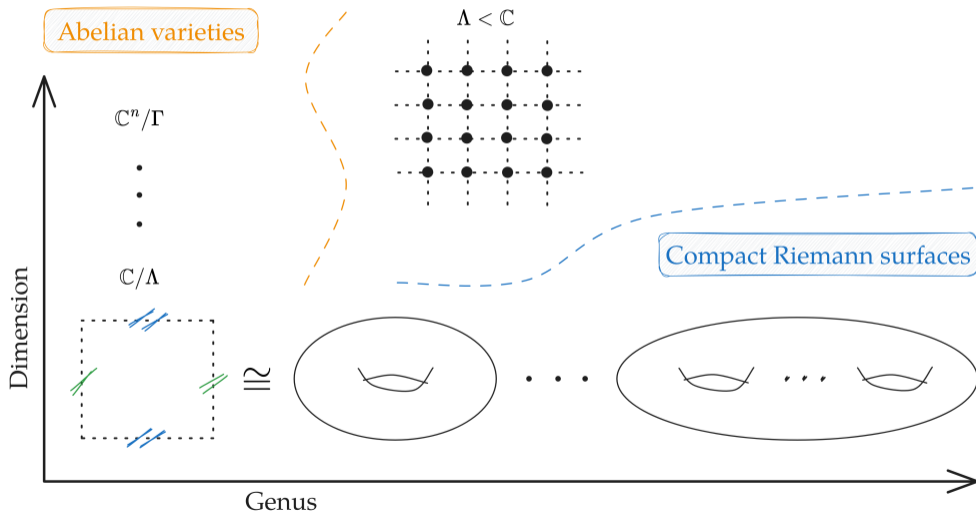 Abelian varieties
Λ < ℂ
ℂⁿ/Γ
Compact Riemann surfaces
ℂ/Λ
Dimension
≅
Genus